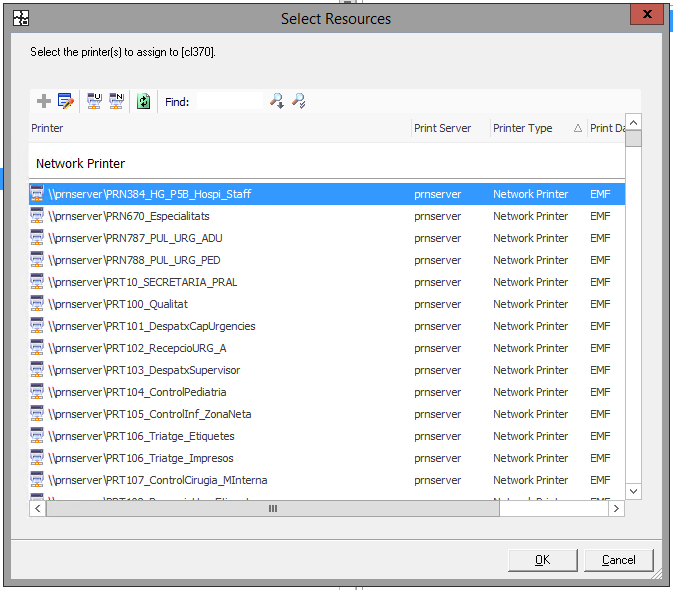 Select Resources
X
Select the printer(s) to assign to [cl370].
U N Find:
Printer Print Server Printer Type Print Da
Network Printer
\\prnserver\PRN384_HG_P5B_Hospi_Staff prnserver Network Printer EMF
\\prnserver\PRN670_Especialitats prnserver Network Printer EMF
\\prnserver\PRN787_PUL_URG_ADU prnserver Network Printer EMF
\\prnserver\PRN788_PUL_URG_PED prnserver Network Printer EMF
\\prnserver\PRT10_SECRETARIA_PRAL prnserver Network Printer EMF
\\prnserver\PRT100_Qualitat prnserver Network Printer EMF
\\prnserver\PRT101_DespatxCapUrgencies prnserver Network Printer EMF
\\prnserver\PRT102_RecepcioURG_A prnserver Network Printer EMF
\\prnserver\PRT103_DespatxSupervisor prnserver Network Printer EMF
\\prnserver\PRT104_ControlPediatria prnserver Network Printer EMF
\\prnserver\PRT105_ControlInf_ZonaNeta prnserver Network Printer EMF
\\prnserver\PRT106_Triatge_Etiquetes prnserver Network Printer EMF
\\prnserver\PRT106_Triatge_Impresos prnserver Network Printer EMF
\\prnserver\PRT107_ControlCirugia_MInterna prnserver Network Printer EMF
OK Cancel